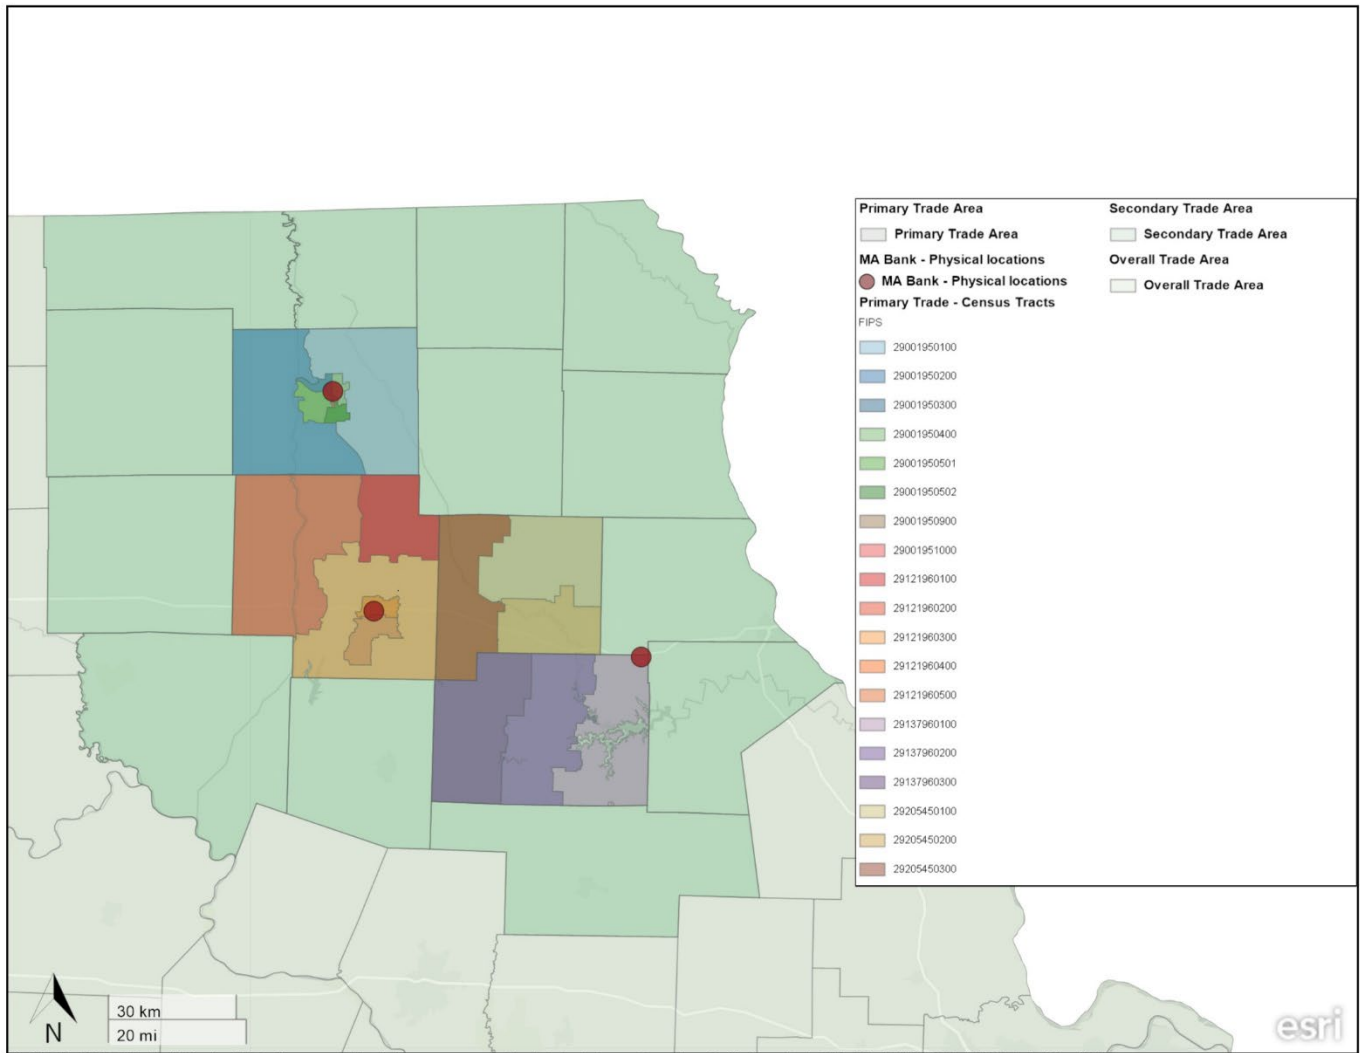 Primary Trade Area
Primary Trade Area
MA Bank - Physical locations
MA Bank - Physical locations
Primary Trade - Census Tracts
FIPS
29001950100
29001950200
29001950300
29001950400
29001950501
29001950502
29001950900
29001951000
29121960100
29121960200
29121960300
29121960400
29121960500
29137960100
29137960200
29137960300
29205450100
29205450200
29205450300
Secondary Trade Area
Secondary Trade Area
Overall Trade Area
Overall Trade Area
N
30 km
20 mi
esri